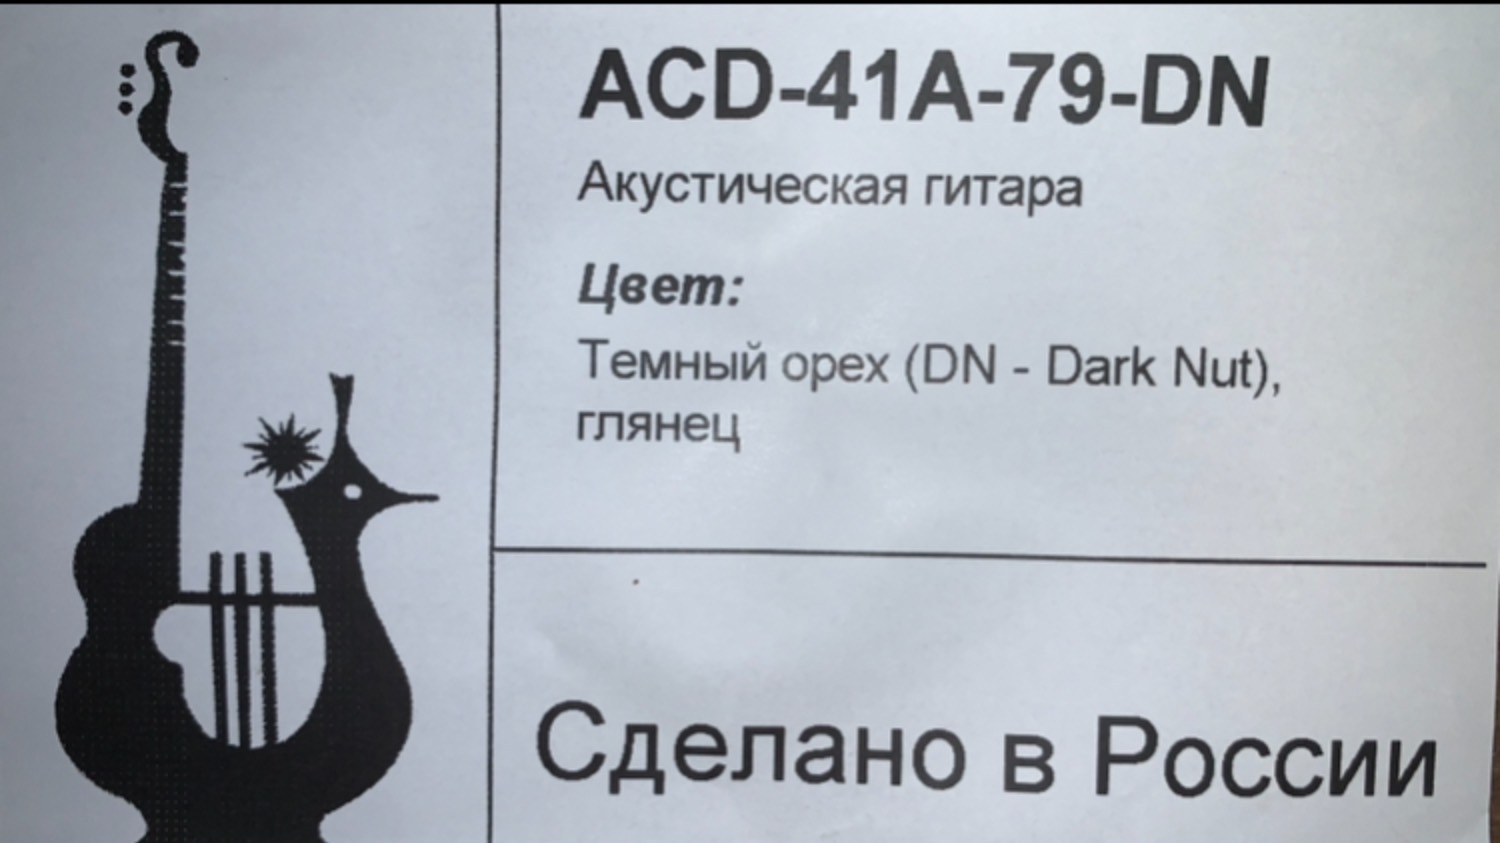 ACD-41A-79-DN
Акустическая гитара
Цвет:
Темный орех (DN - Dark Nut),
глянец
Сделано в России